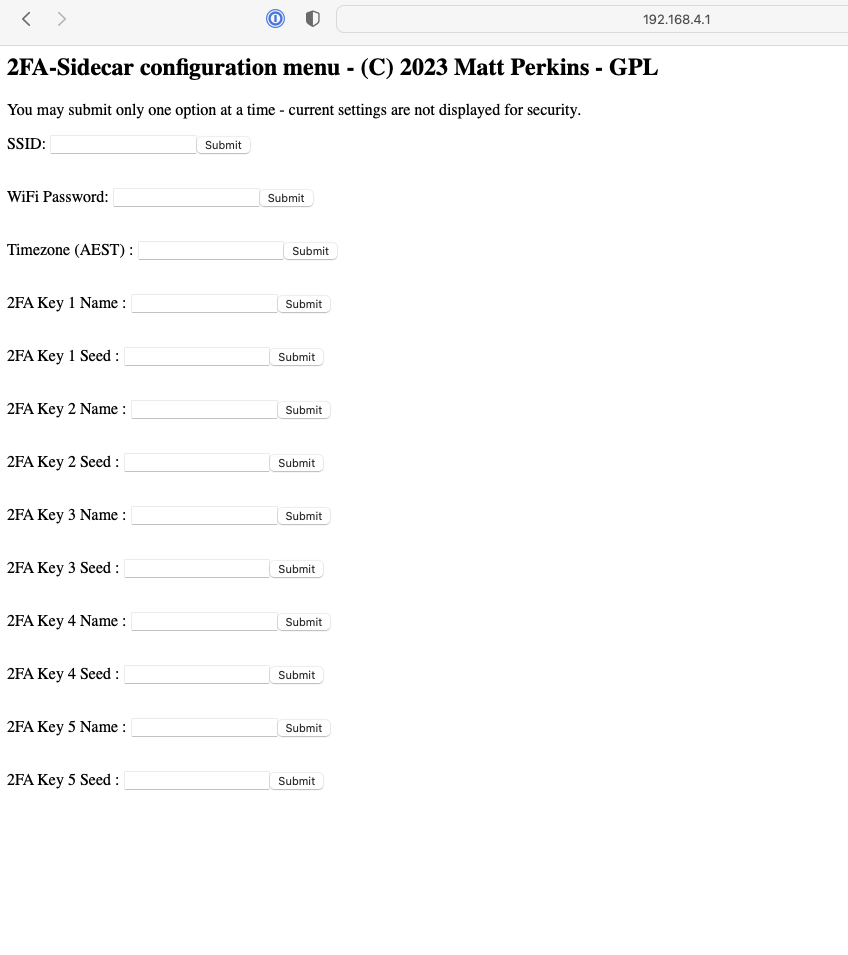 192.168.4.1
2FA-Sidecar configuration menu - (C) 2023 Matt Perkins - GPL
You may submit only one option at a time - current settings are not displayed for security.
SSID: Submit
WiFi Password: Submit
Timezone (AEST) : Submit
2FA Key 1 Name : Submit
2FA Key 1 Seed : Submit
2FA Key 2 Name : Submit
2FA Key 2 Seed : Submit
2FA Key 3 Name : Submit
2FA Key 3 Seed : Submit
2FA Key 4 Name : Submit
2FA Key 4 Seed : Submit
2FA Key 5 Name : Submit
2FA Key 5 Seed : Submit